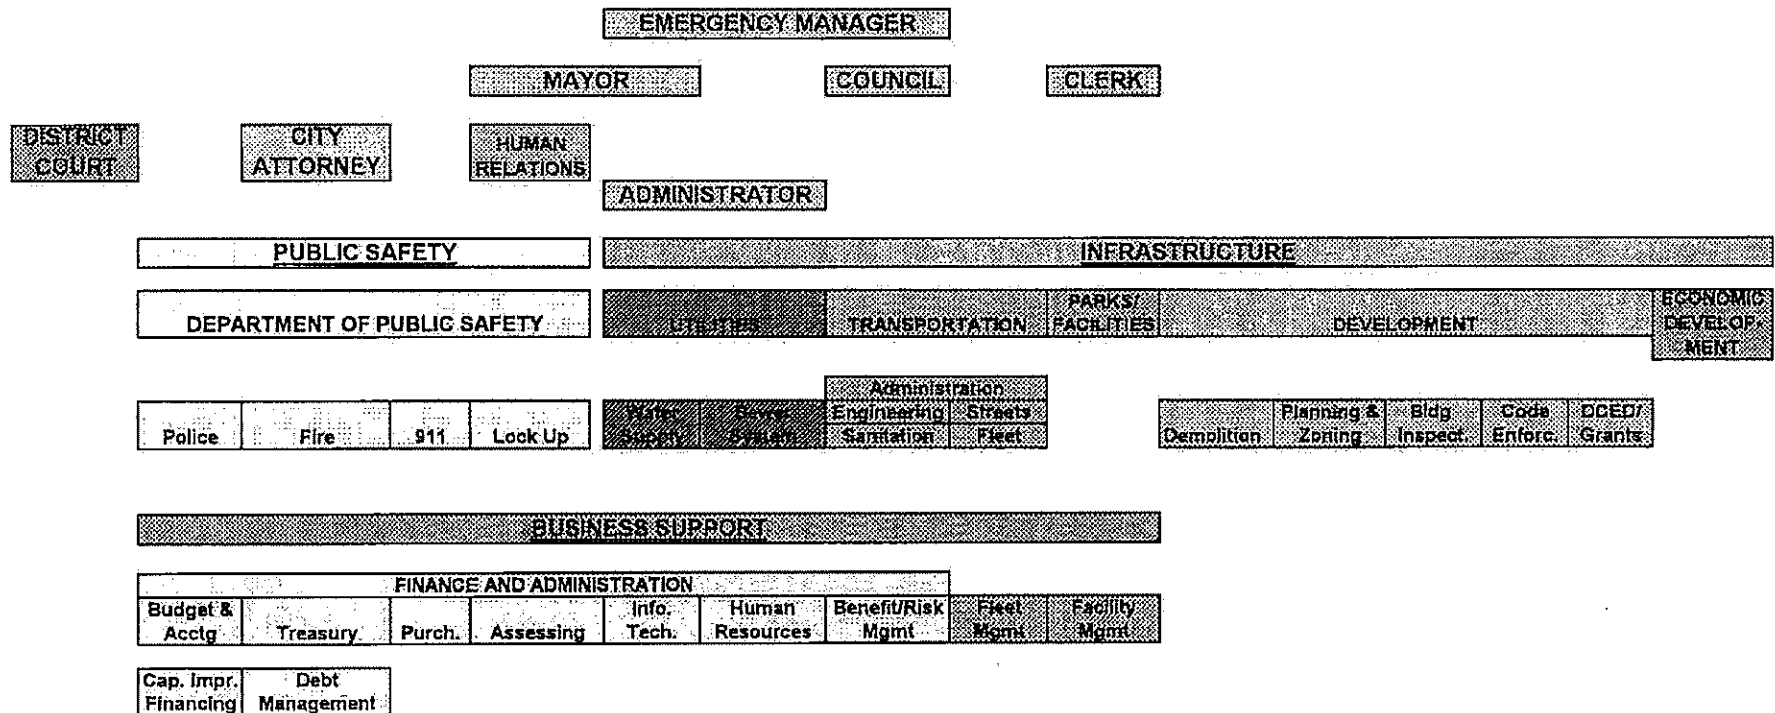 EMERGENCY MANAGER
MAYOR COUNCIL CLERK
DISTRICT COURT
CITY ATTORNEY
HUMAN RELATIONS
ADMINISTRATOR
PUBLIC SAFETY INFRASTRUCTURE
DEPARTMENT OF PUBLIC SAFETY
UTILITIES
TRANSPORTATION
PARKS/
FACILITIES
DEVELOPMENT
ECONOMIC
DEVELOP-
MENT
Police Fire 911 Lock Up
Water
Supply
Sewer
System
Administration
Engineering Streets
Sanitation Fleet
Demolition
Planning &
Zoning
Bldg
Inspect.
Code
Enforc.
DCED/
Grants
BUSINESS SUPPORT
FINANCE AND ADMINISTRATION
Budget &
Acctg
Treasury
Purch.
Assessing
Info.
Tech.
Human
Resources
Benefit/Risk
Mgmt
Fleet
Mgmt
Facility
Mgmt
Cap. Impr.
Financing
Debt
Management